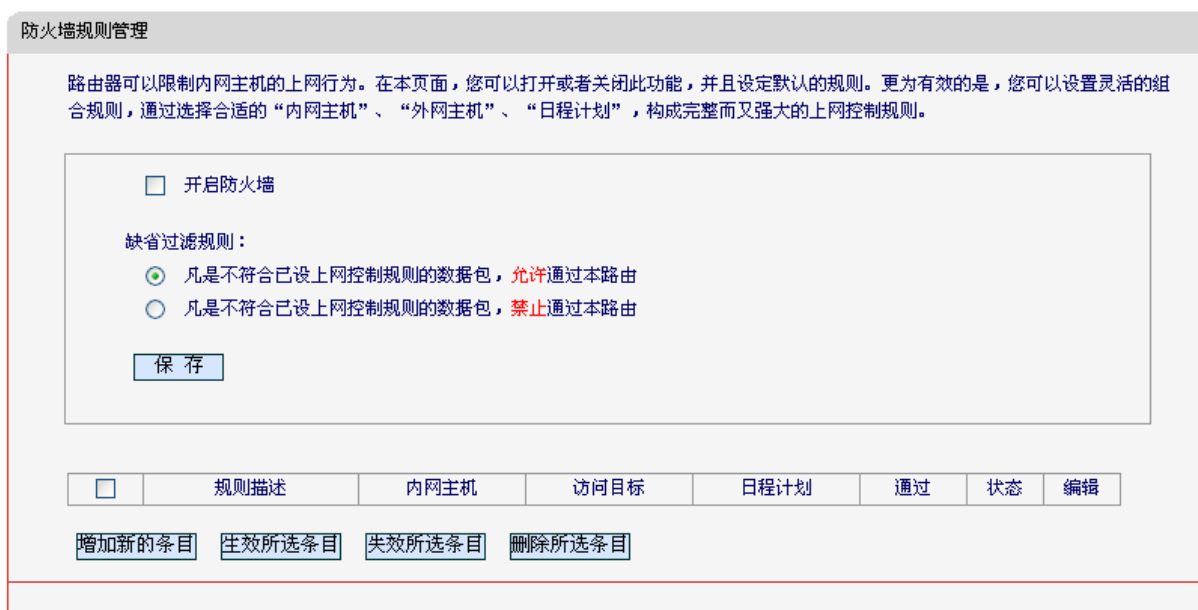 防火墙规则管理
路由器可以限制内网主机的上网行为。在本页面，您可以打开或者关闭此功能，并且设定默认的规则。更为有效的是，您可以设置灵活的组
合规则，通过选择合适的“内网主机”、“外网主机”、“日程计划”，构成完整而又强大的上网控制规则。
开启防火墙
缺省过滤规则：
凡是不符合已设上网控制规则的数据包，允许通过本路由
凡是不符合已设上网控制规则的数据包，禁止通过本路由
保 存
规则描述 内网主机 访问目标 日程计划 通过 状态 编辑
增加新的条目 生效所选条目 失效所选条目 删除所选条目